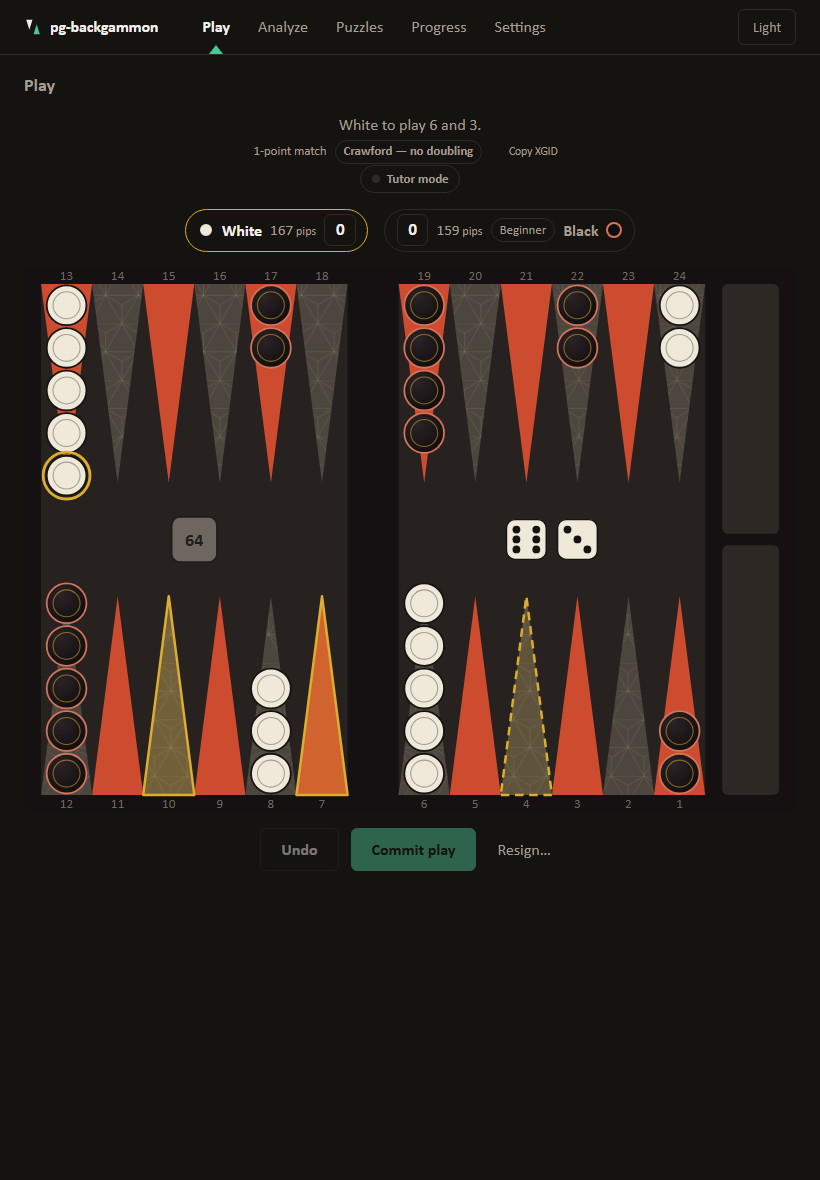 pg-backgammon Play Analyze Puzzles Progress Settings Light
Play
White to play 6 and 3.
1-point match Crawford — no doubling Copy XGID
Tutor mode
White 167 pips 0 0 159 pips Beginner Black
13 14 15 16 17 18 19 20 21 22 23 24
64
12 11 10 9 8 7 6 5 4 3 2 1
Undo Commit play Resign...